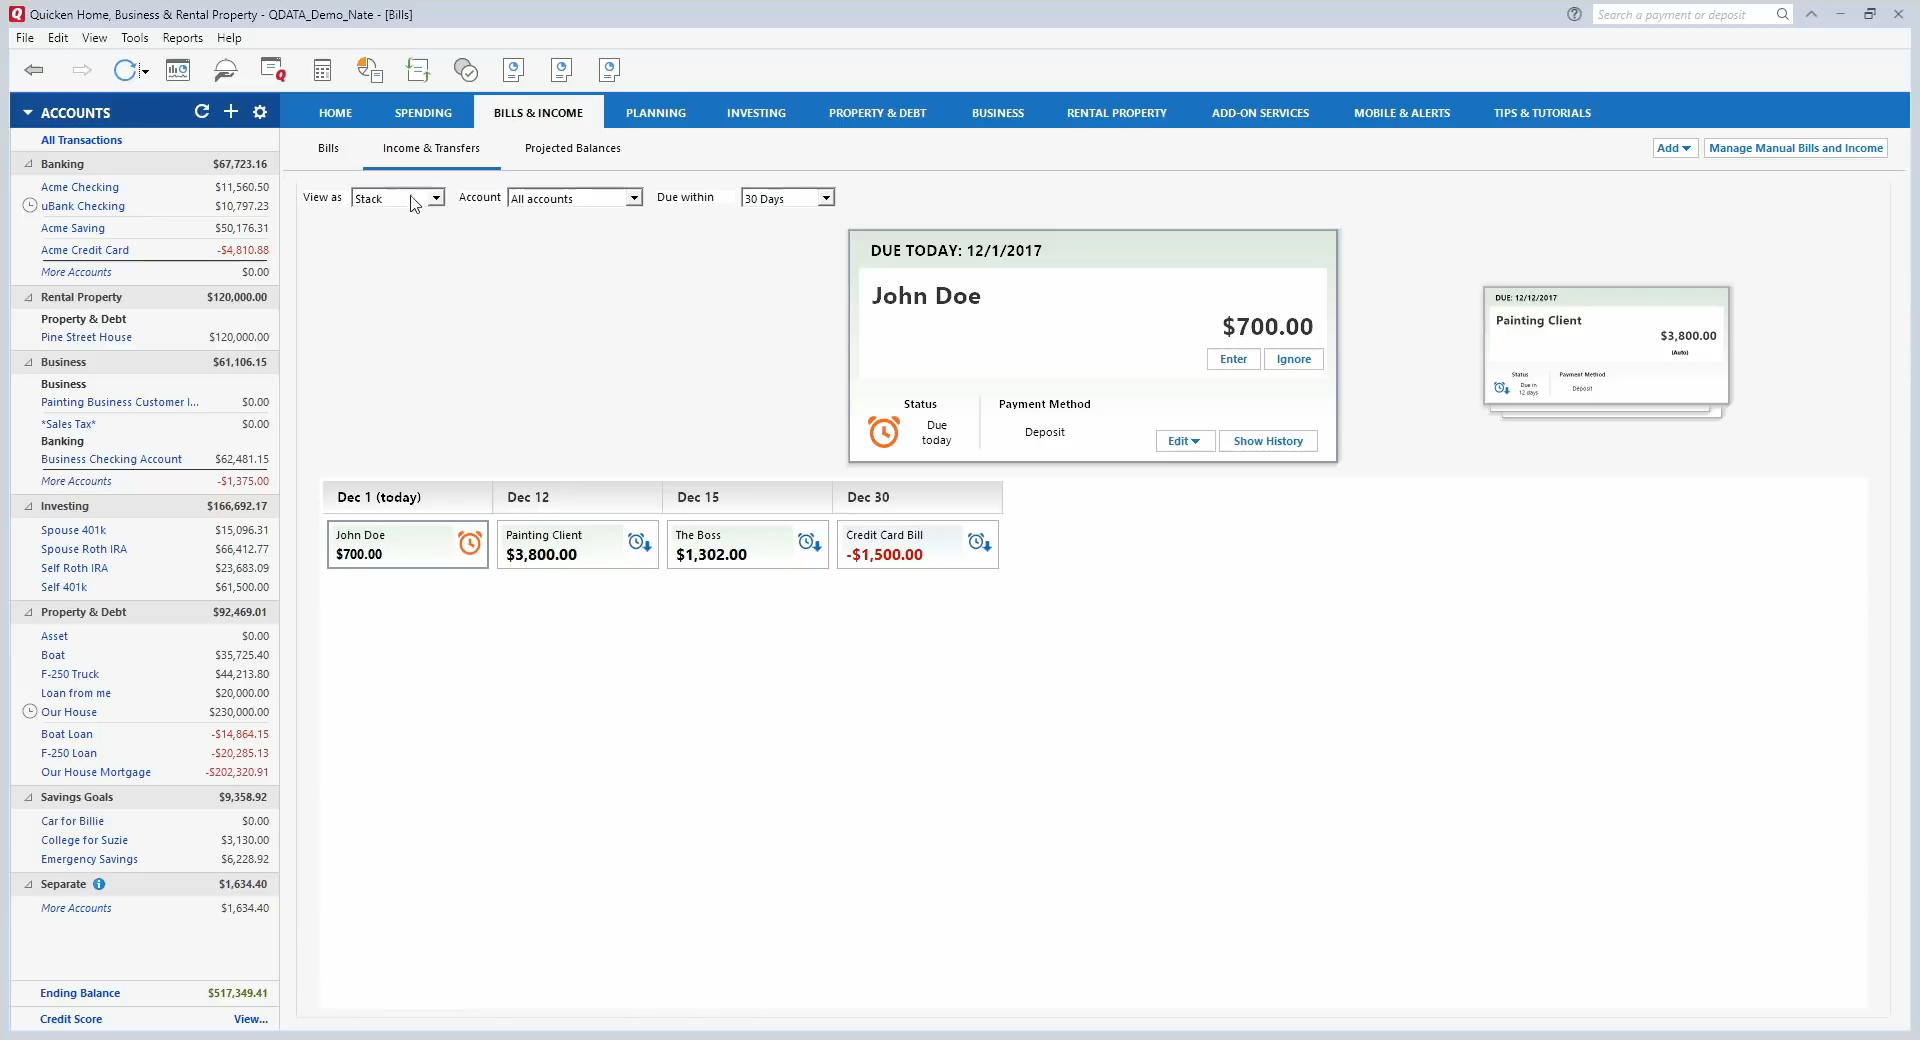 Quicken Home, Business & Rental Property - QDATA_Demo_Nate - [Bills]
Search a payment or deposit
File Edit View Tools Reports Help
ACCOUNTS
HOME SPENDING BILLS & INCOME PLANNING INVESTING PROPERTY & DEBT BUSINESS RENTAL PROPERTY ADD-ON SERVICES MOBILE & ALERTS TIPS & TUTORIALS
All Transactions
Banking $67,723.16
Acme Checking $11,560.50
uBank Checking $10,797.23
Acme Saving $50,176.31
Acme Credit Card -$4,810.88
More Accounts $0.00
Rental Property $120,000.00
Property & Debt
Pine Street House $120,000.00
Business $61,106.15
Business
Painting Business Customer I... $0.00
*Sales Tax* $0.00
Banking
Business Checking Account $62,481.15
More Accounts -$1,375.00
Investing $166,692.17
Spouse 401k $15,096.31
Spouse Roth IRA $66,412.77
Self Roth IRA $23,683.09
Self 401k $61,500.00
Property & Debt $92,469.01
Asset $0.00
Boat $35,725.40
F-250 Truck $44,213.80
Loan from me $20,000.00
Our House $230,000.00
Boat Loan -$14,864.15
F-250 Loan -$20,285.13
Our House Mortgage -$202,320.91
Savings Goals $9,358.92
Car for Billie $0.00
College for Suzie $3,130.00
Emergency Savings $6,228.92
Separate $1,634.40
More Accounts $1,634.40
Ending Balance $517,349.41
Credit Score View...
Bills Income & Transfers Projected Balances
Add Manage Manual Bills and Income
View as Stack Account All accounts Due within 30 Days
DUE TODAY: 12/1/2017
John Doe
$700.00
Enter Ignore
Status Payment Method
Due today Deposit
Edit Show History
DUE: 12/12/2017
Painting Client
$3,800.00
(Auto)
Status Payment Method
Due in 12 days Deposit
Dec 1 (today) Dec 12 Dec 15 Dec 30
John Doe Painting Client The Boss Credit Card Bill
$700.00 $3,800.00 $1,302.00 -$1,500.00